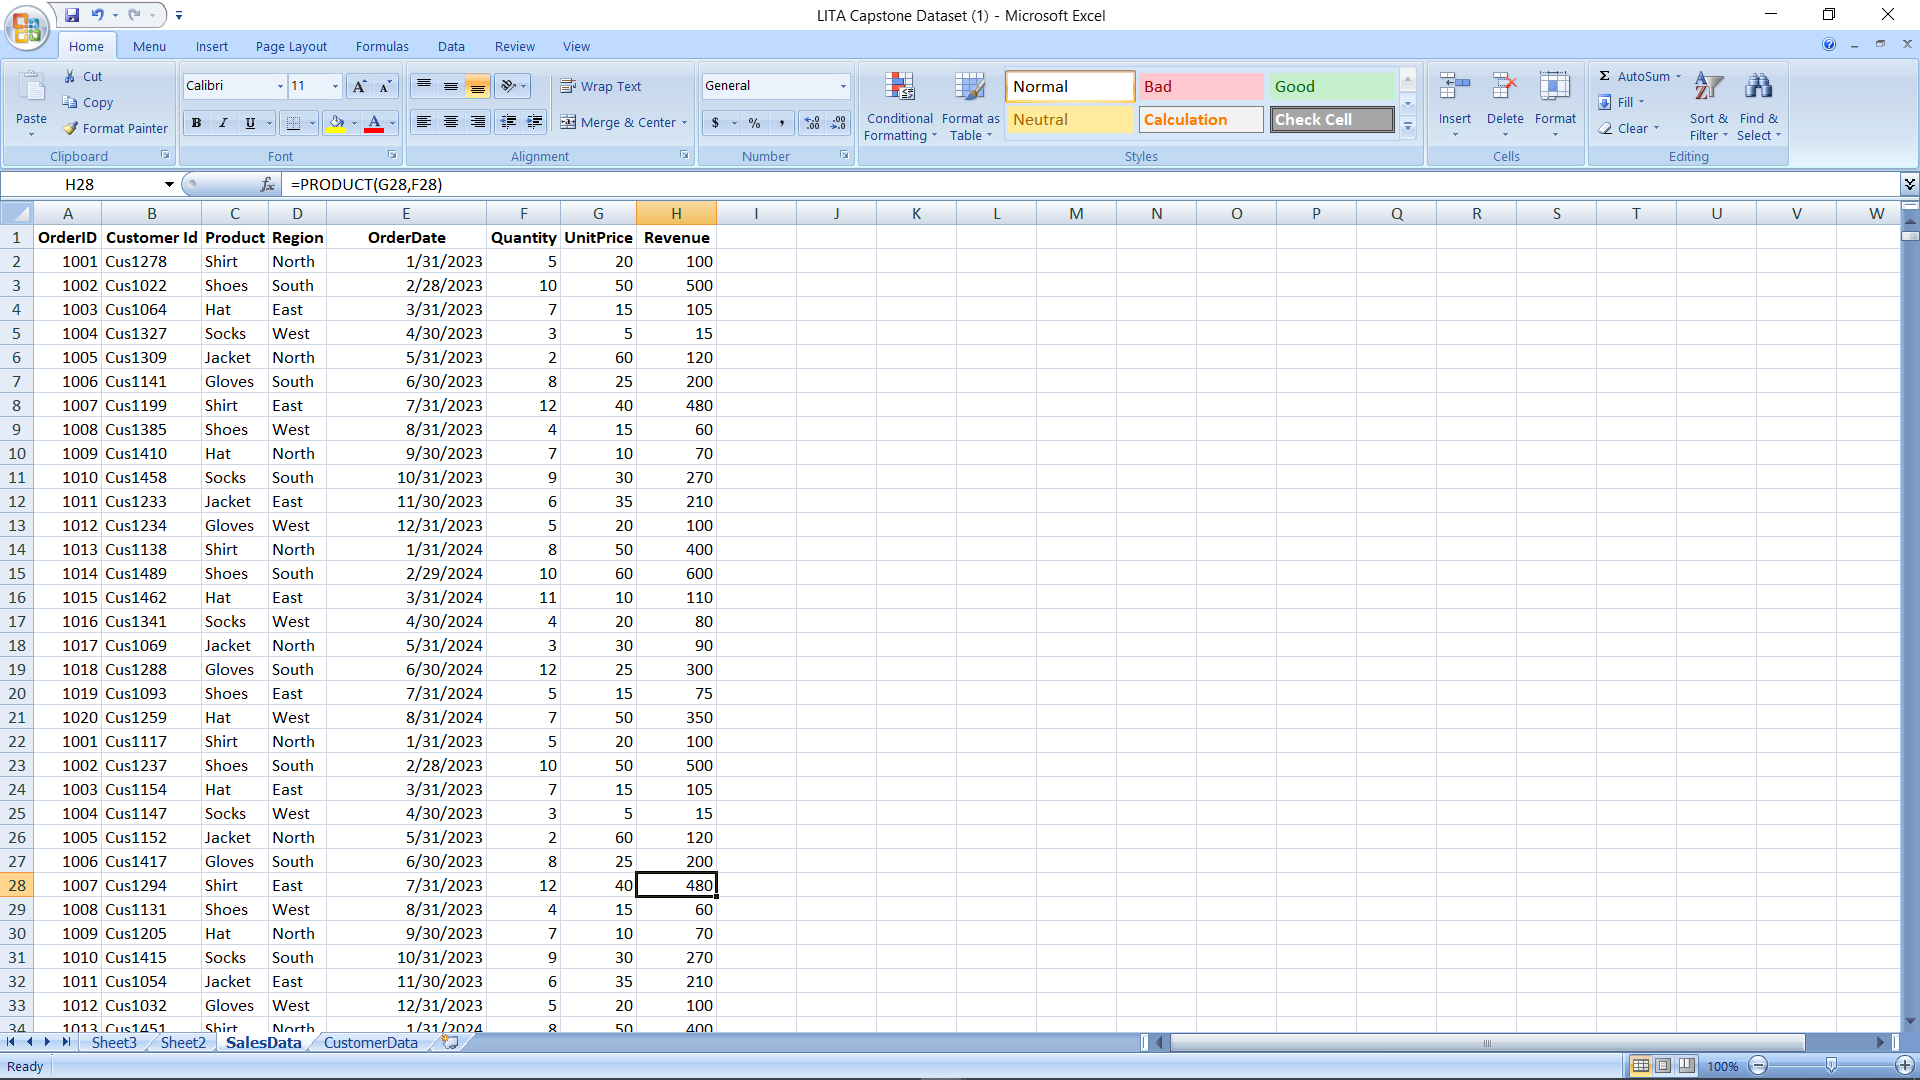 LITA Capstone Dataset (1) - Microsoft Excel
Home Menu Insert Page Layout Formulas Data Review View
Paste Cut Copy Format Painter Clipboard
Calibri 11 A A B I U A Font
Wrap Text Merge & Center Alignment
General $ % , .00 .00 Number
Conditional Formatting Format as Table Normal Bad Good Neutral Calculation Check Cell Styles
Insert Delete Format Cells
Σ AutoSum Fill Clear Sort & Filter Find & Select Editing
H28 fx =PRODUCT(G28,F28)
A B C D E F G H I J K L M N O P Q R S T U V W
1 OrderID Customer Id Product Region OrderDate Quantity UnitPrice Revenue
2 1001 Cus1278 Shirt North 1/31/2023 5 20 100
3 1002 Cus1022 Shoes South 2/28/2023 10 50 500
4 1003 Cus1064 Hat East 3/31/2023 7 15 105
5 1004 Cus1327 Socks West 4/30/2023 3 5 15
6 1005 Cus1309 Jacket North 5/31/2023 2 60 120
7 1006 Cus1141 Gloves South 6/30/2023 8 25 200
8 1007 Cus1199 Shirt East 7/31/2023 12 40 480
9 1008 Cus1385 Shoes West 8/31/2023 4 15 60
10 1009 Cus1410 Hat North 9/30/2023 7 10 70
11 1010 Cus1458 Socks South 10/31/2023 9 30 270
12 1011 Cus1233 Jacket East 11/30/2023 6 35 210
13 1012 Cus1234 Gloves West 12/31/2023 5 20 100
14 1013 Cus1138 Shirt North 1/31/2024 8 50 400
15 1014 Cus1489 Shoes South 2/29/2024 10 60 600
16 1015 Cus1462 Hat East 3/31/2024 11 10 110
17 1016 Cus1341 Socks West 4/30/2024 4 20 80
18 1017 Cus1069 Jacket North 5/31/2024 3 30 90
19 1018 Cus1288 Gloves South 6/30/2024 12 25 300
20 1019 Cus1093 Shoes East 7/31/2024 5 15 75
21 1020 Cus1259 Hat West 8/31/2024 7 50 350
22 1001 Cus1117 Shirt North 1/31/2023 5 20 100
23 1002 Cus1237 Shoes South 2/28/2023 10 50 500
24 1003 Cus1154 Hat East 3/31/2023 7 15 105
25 1004 Cus1147 Socks West 4/30/2023 3 5 15
26 1005 Cus1152 Jacket North 5/31/2023 2 60 120
27 1006 Cus1417 Gloves South 6/30/2023 8 25 200
28 1007 Cus1294 Shirt East 7/31/2023 12 40 480
29 1008 Cus1131 Shoes West 8/31/2023 4 15 60
30 1009 Cus1205 Hat North 9/30/2023 7 10 70
31 1010 Cus1415 Socks South 10/31/2023 9 30 270
32 1011 Cus1054 Jacket East 11/30/2023 6 35 210
33 1012 Cus1032 Gloves West 12/31/2023 5 20 100
34 1013 Cus1451 Shirt North 1/31/2024 8 50 400
Sheet3 Sheet2 SalesData CustomerData
Ready 100%